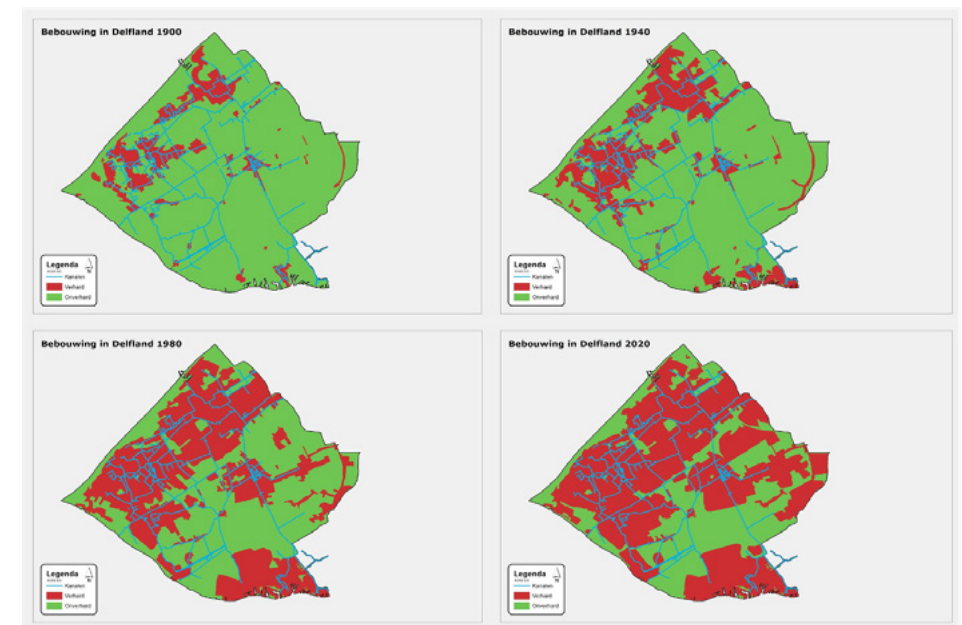 Bebouwing in Delfland 1900
Legenda
N
Kanalen
Verhard
Onverhard
Bebouwing in Delfland 1940
Legenda
N
Kanalen
Verhard
Onverhard
Bebouwing in Delfland 1980
Legenda
N
Kanalen
Verhard
Onverhard
Bebouwing in Delfland 2020
Legenda
N
Kanalen
Verhard
Onverhard